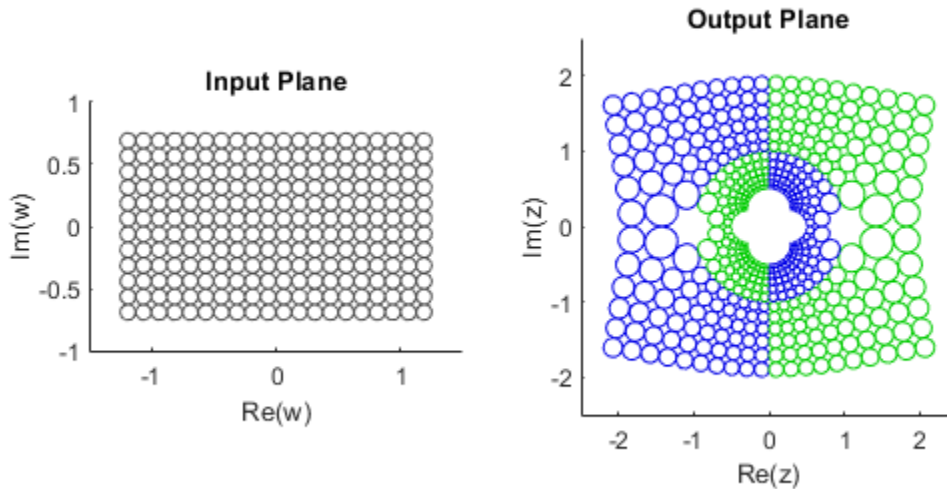 Input Plane
1
0.5
0
-0.5
-1
Im(w)
-1 0 1
Re(w)
Output Plane
2
1
0
-1
-2
Im(z)
-2 -1 0 1 2
Re(z)